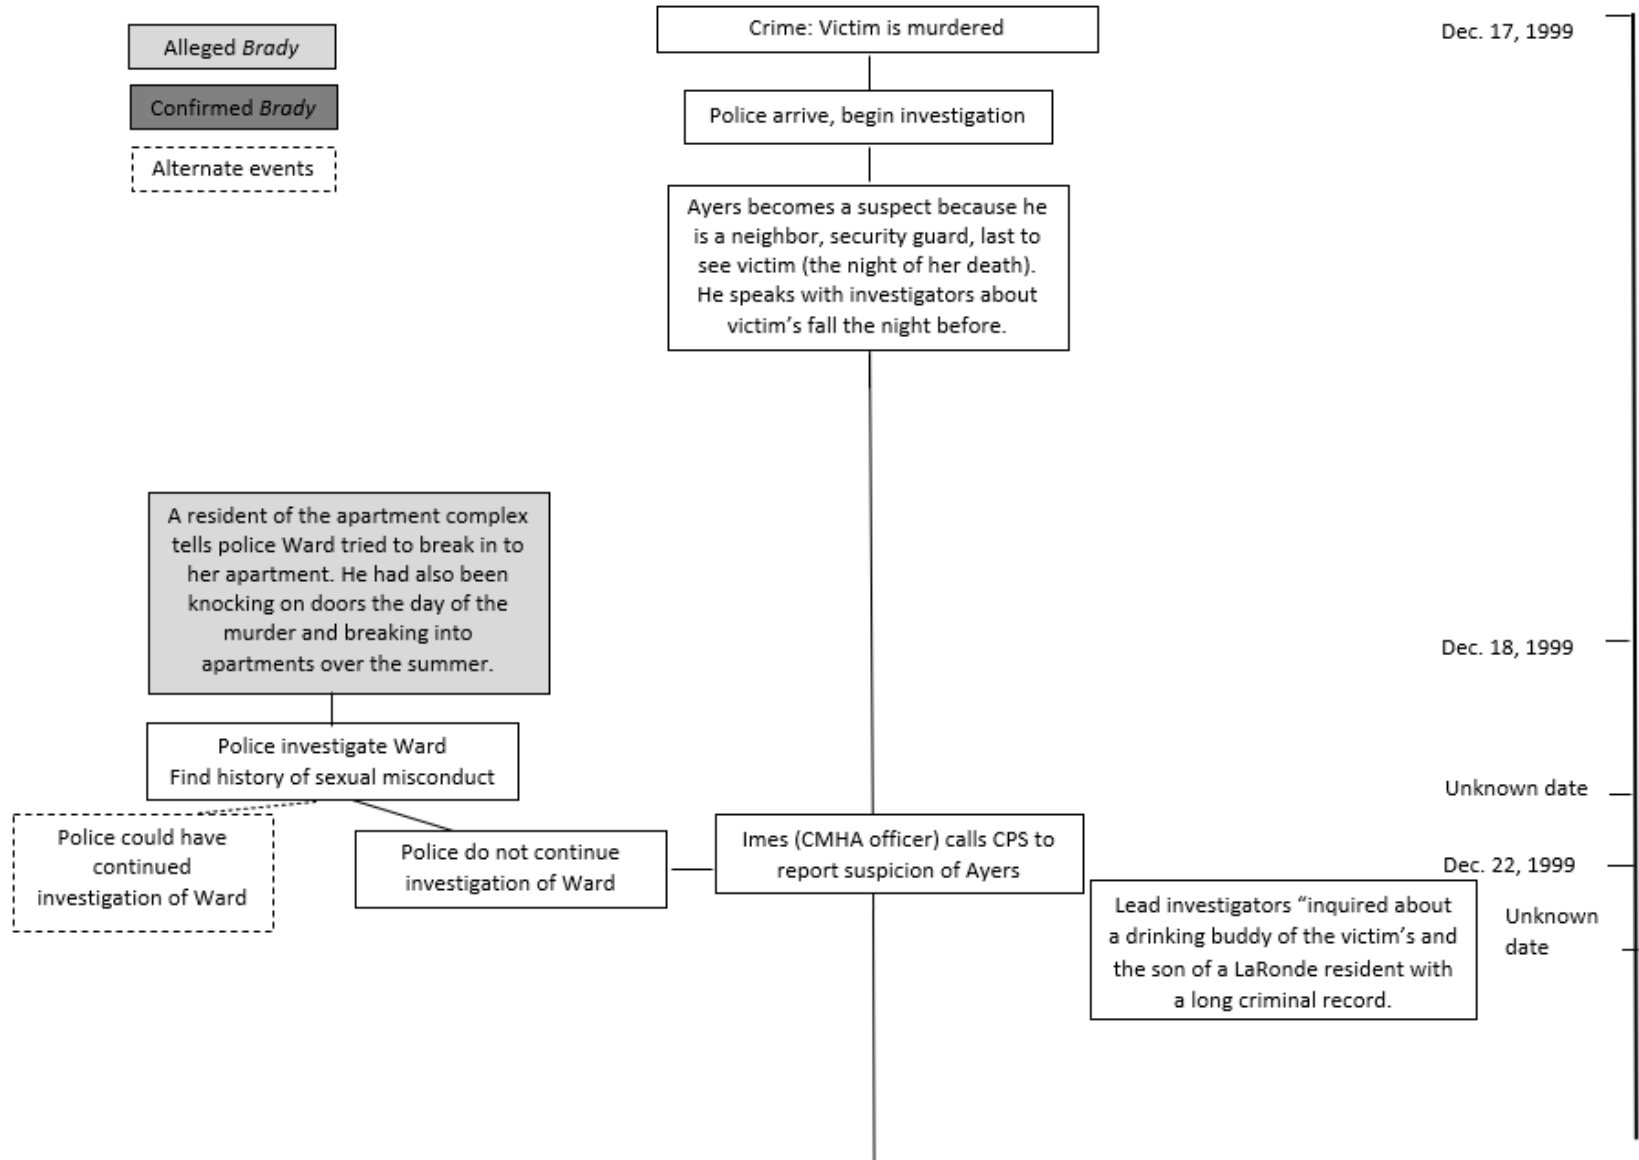 Alleged Brady
Confirmed Brady
Alternate events
Crime: Victim is murdered
Dec. 17, 1999
Police arrive, begin investigation
Ayers becomes a suspect because he
is a neighbor, security guard, last to
see victim (the night of her death).
He speaks with investigators about
victim's fall the night before.
A resident of the apartment complex
tells police Ward tried to break in to
her apartment. He had also been
knocking on doors the day of the
murder and breaking into
apartments over the summer.
Dec. 18, 1999
Police investigate Ward
Find history of sexual misconduct
Unknown date
Police could have
continued
investigation of Ward
Police do not continue
investigation of Ward
Imes (CMHA officer) calls CPS to
report suspicion of Ayers
Dec. 22, 1999
Lead investigators “inquired about
a drinking buddy of the victim's and
the son of a LaRonde resident with
a long criminal record.
Unknown
date